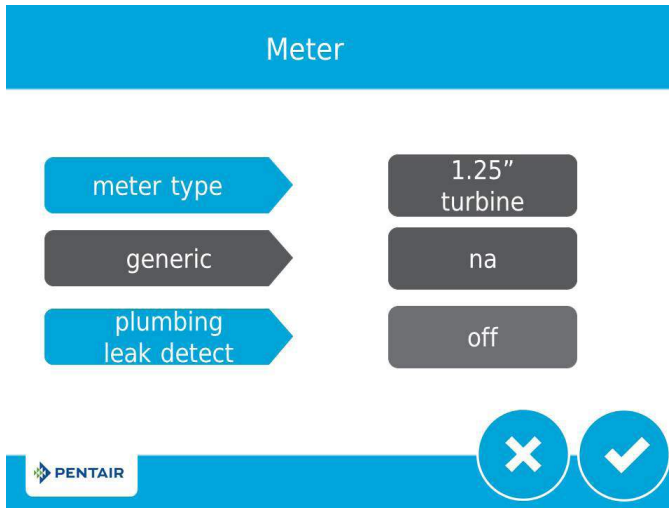 Meter
meter type
1.25”
turbine
generic
na
plumbing
leak detect
off
PENTAIR